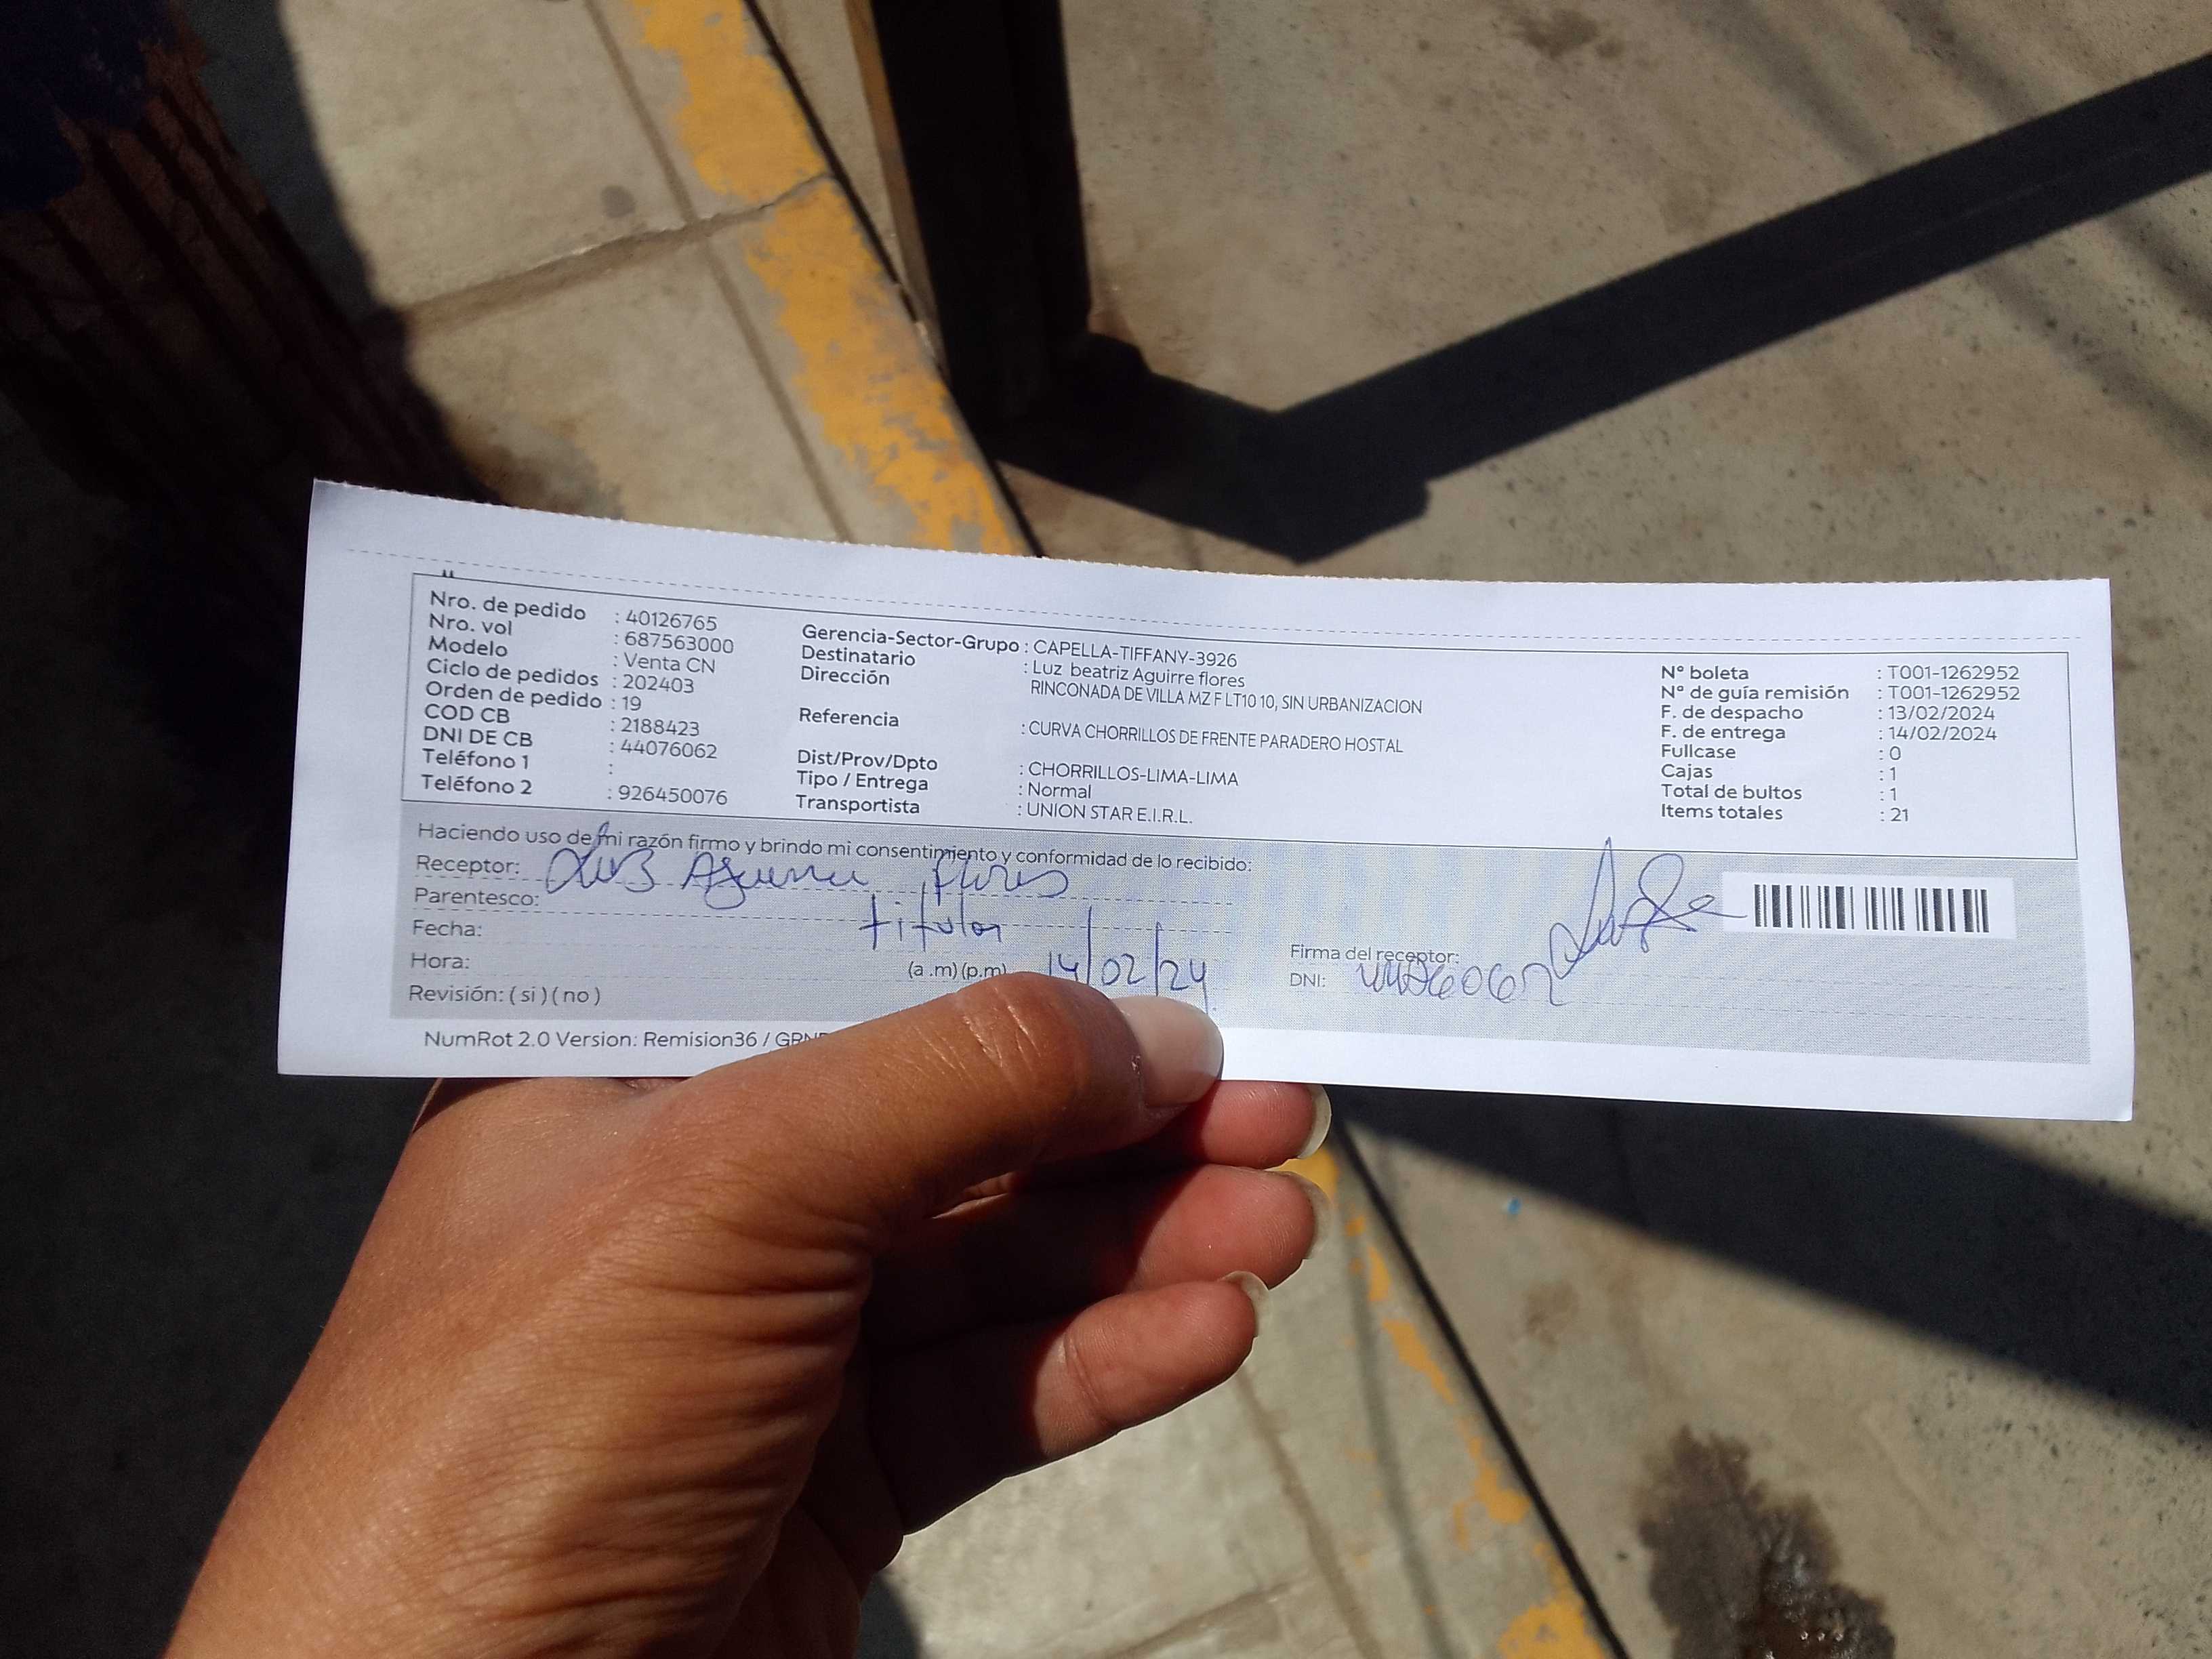 Nro. de pedido : 40126765
Nro. vol : 687563000
Modelo : Venta CN
Ciclo de pedidos : 202403
Orden de pedido : 19
COD CB : 2188423
DNI DE CB : 44076062
Teléfono 1 :
Teléfono 2 : 926450076
Gerencia-Sector-Grupo : CAPELLA-TIFFANY-3926
Destinatario : Luz beatriz Aguirre flores
Dirección RINCONADA DE VILLA MZ F LT10 10, SIN URBANIZACION
Referencia : CURVA CHORRILLOS DE FRENTE PARADERO HOSTAL
Dist/Prov/Dpto : CHORRILLOS-LIMA-LIMA
Tipo / Entrega : Normal
Transportista : UNION STAR E.I.R.L.
N° boleta : T001-1262952
N° de guía remisión : T001-1262952
F. de despacho : 13/02/2024
F. de entrega : 14/02/2024
Fullcase : 0
Cajas : 1
Total de bultos : 1
Items totales : 21
Haciendo uso de mi razón firmo y brindo mi consentimiento y conformidad de lo recibido:
Receptor: Luz Aguirre flores
Parentesco: titular
Fecha: 14/02/24
Hora: (a .m) (p.m)
Revisión: ( si ) ( no )
Firma del receptor:
DNI:
NumRot 2.0 Version: Remision36 /